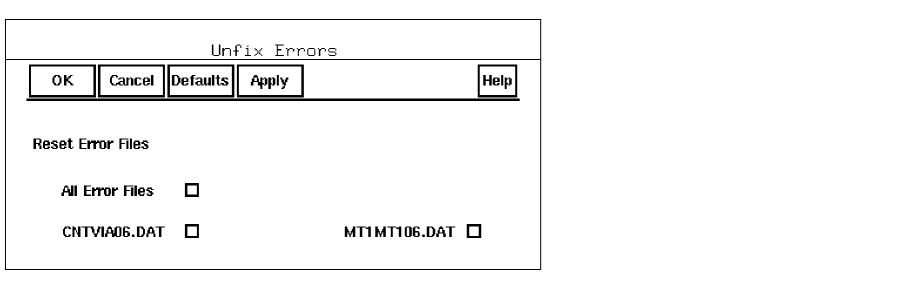 Unfix Errors
OK Cancel Defaults Apply Help
Reset Error Files
All Error Files
CNTVIA06.DAT MT1MT106.DAT